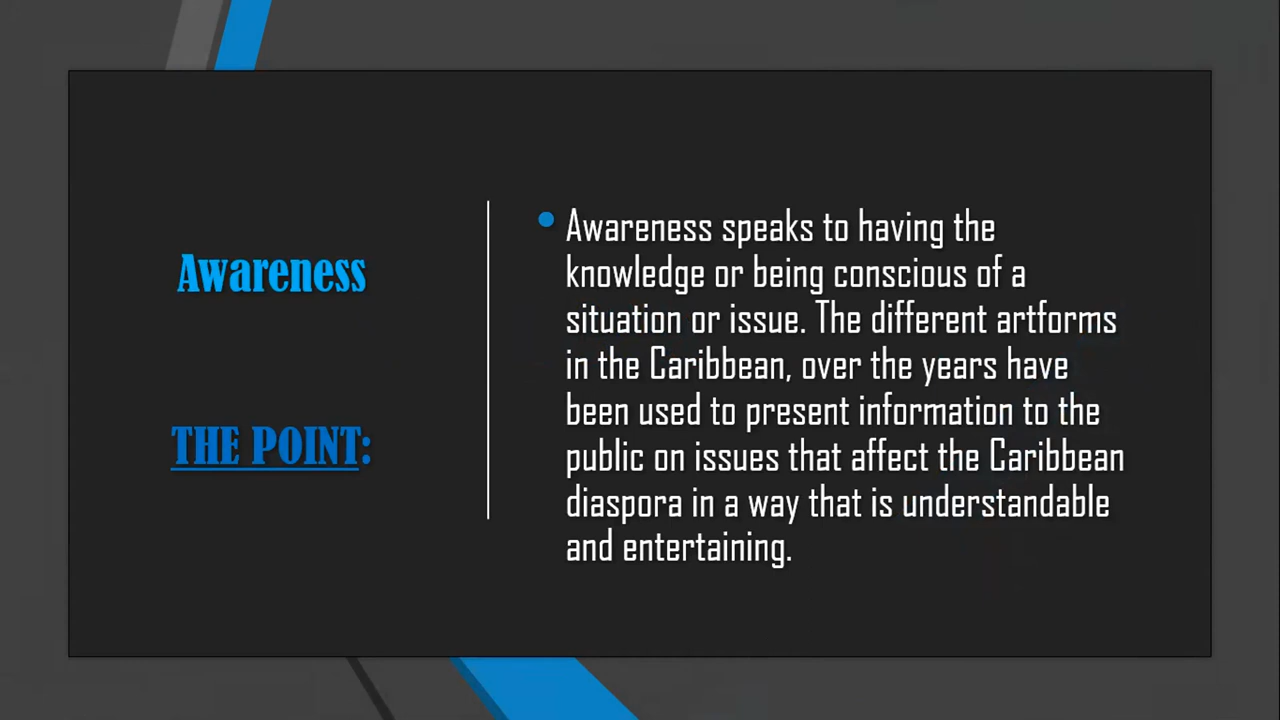 Awareness
THE POINT:
Awareness speaks to having the
knowledge or being conscious of a
situation or issue. The different artforms
in the Caribbean, over the years have
been used to present information to the
public on issues that affect the Caribbean
diaspora in a way that is understandable
and entertaining.